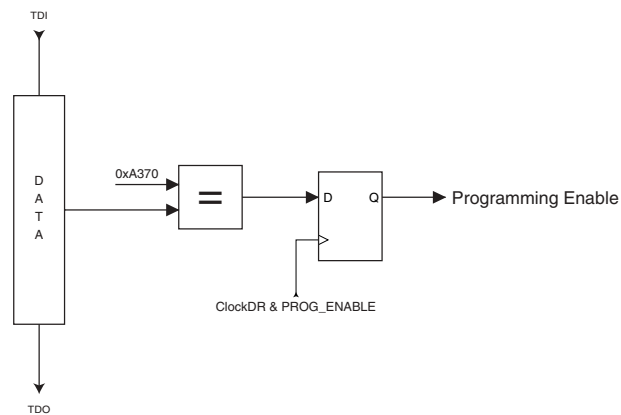 TDI
0xA370
D
A
T
A
=
D Q
Programming Enable
ClockDR & PROG_ENABLE
TDO